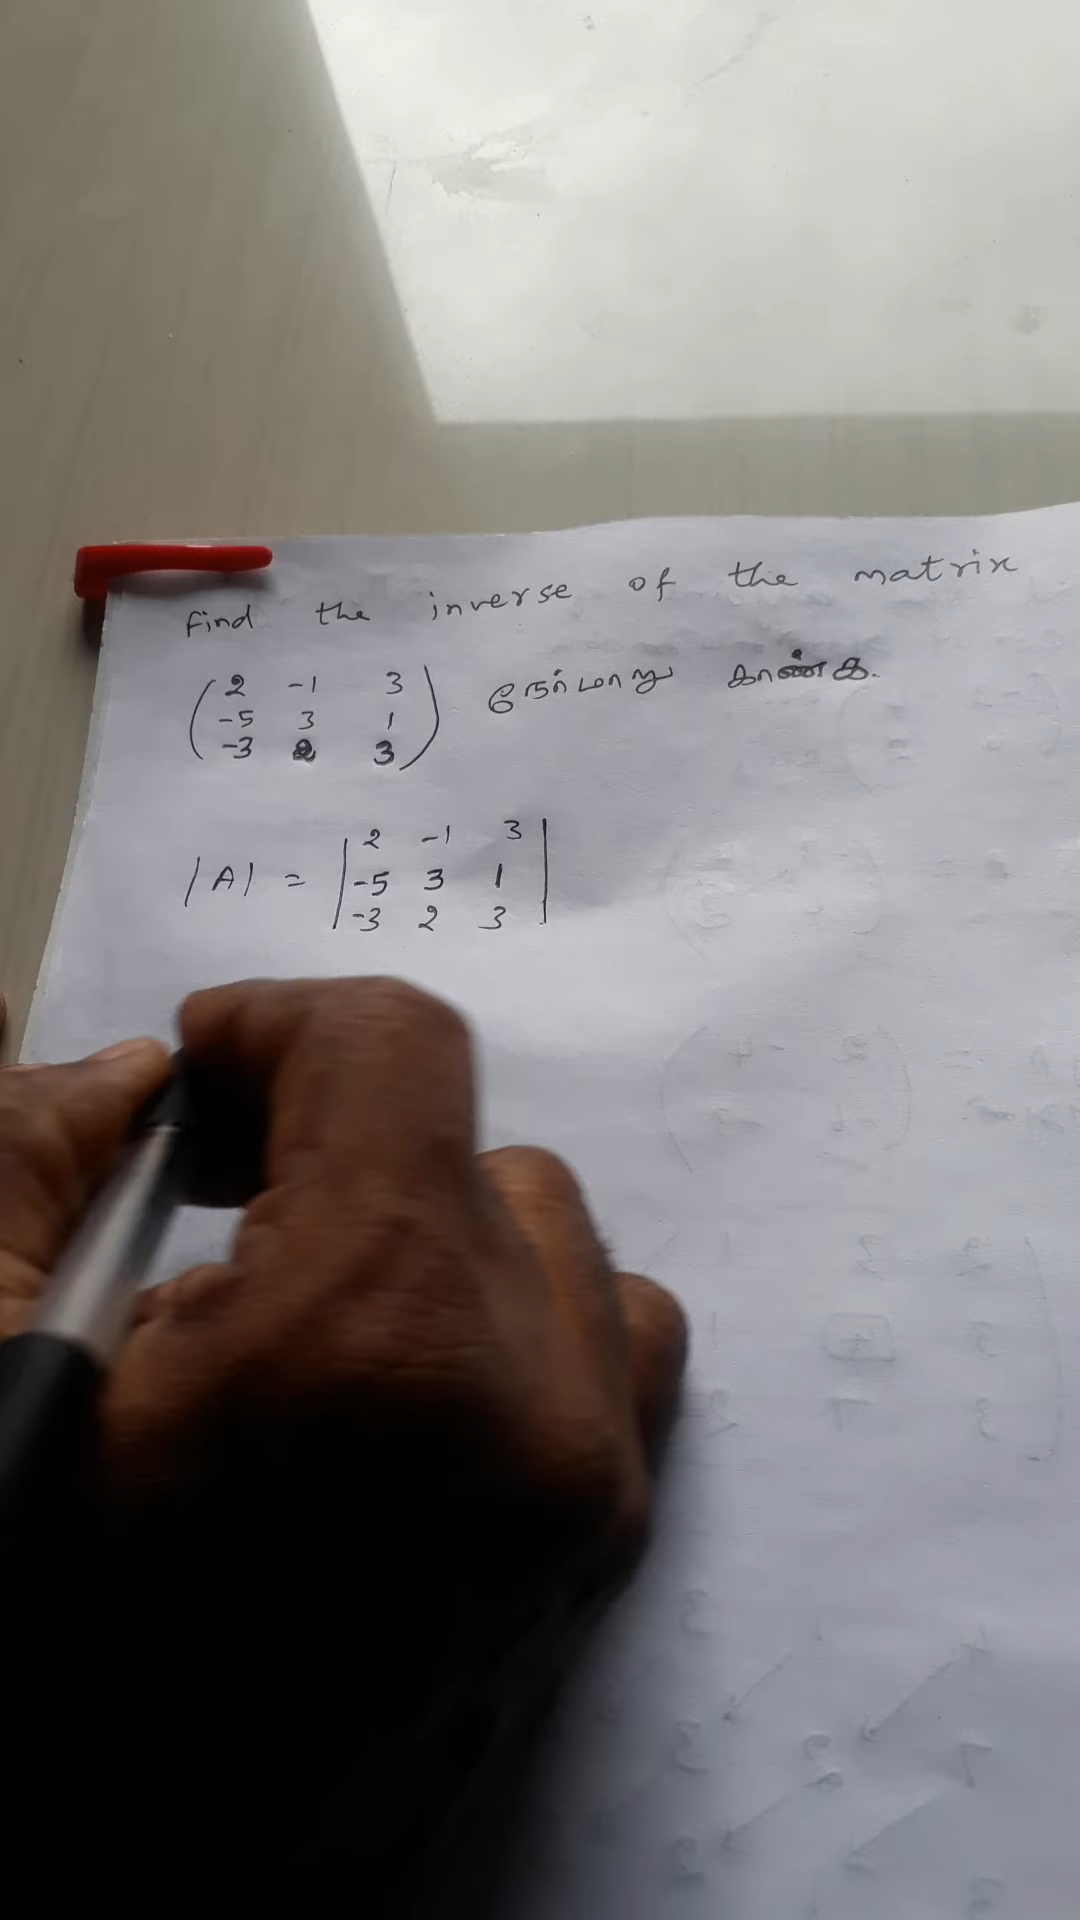 Find the inverse of the matrix
2 -1 3
-5 3 1 நேர்மாறு காண்க.
-3 2 3
2 -1 3
|A| = -5 3 1
-3 2 3